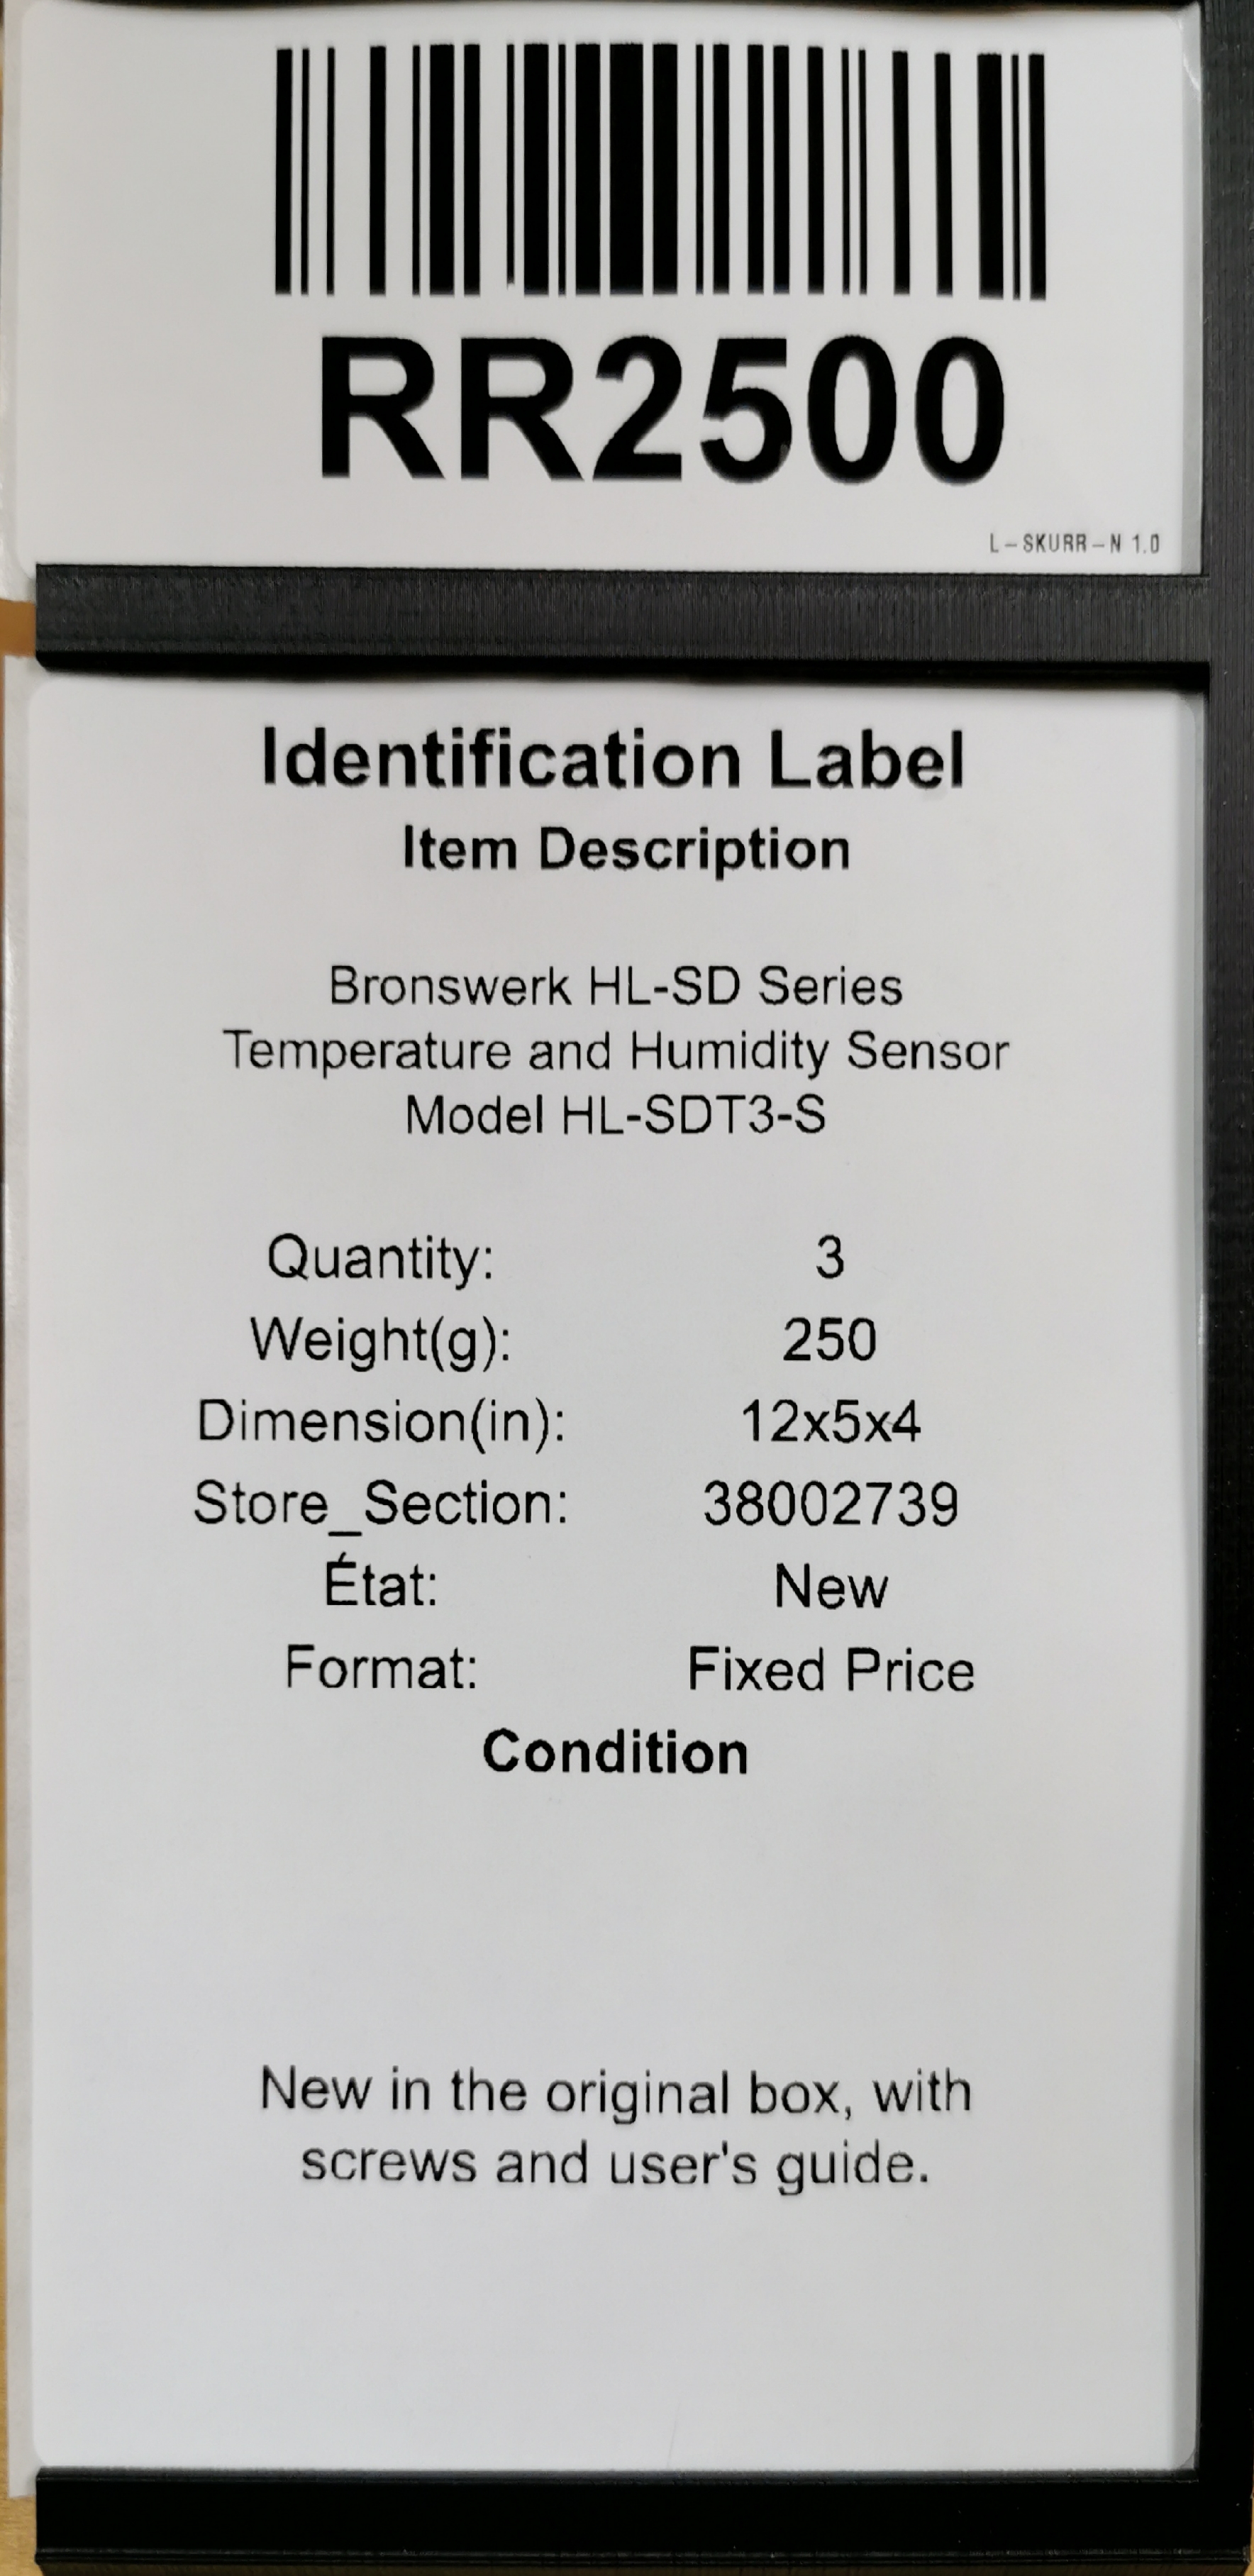 RR2500
L-SKURR-N 1.0
Identification Label
Item Description
Bronswerk HL-SD Series
Temperature and Humidity Sensor
Model HL-SDT3-S
Quantity: 3
Weight(g): 250
Dimension(in): 12x5x4
Store_Section: 38002739
État: New
Format: Fixed Price
Condition
New in the original box, with
screws and user's guide.